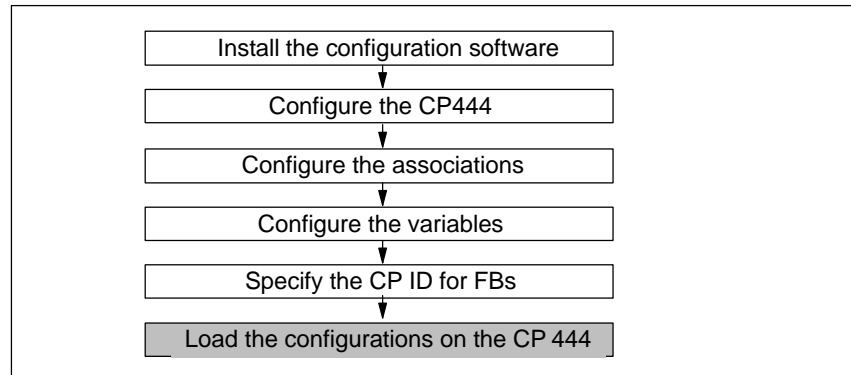 Install the configuration software
Configure the CP444
Configure the associations
Configure the variables
Specify the CP ID for FBs
Load the configurations on the CP 444